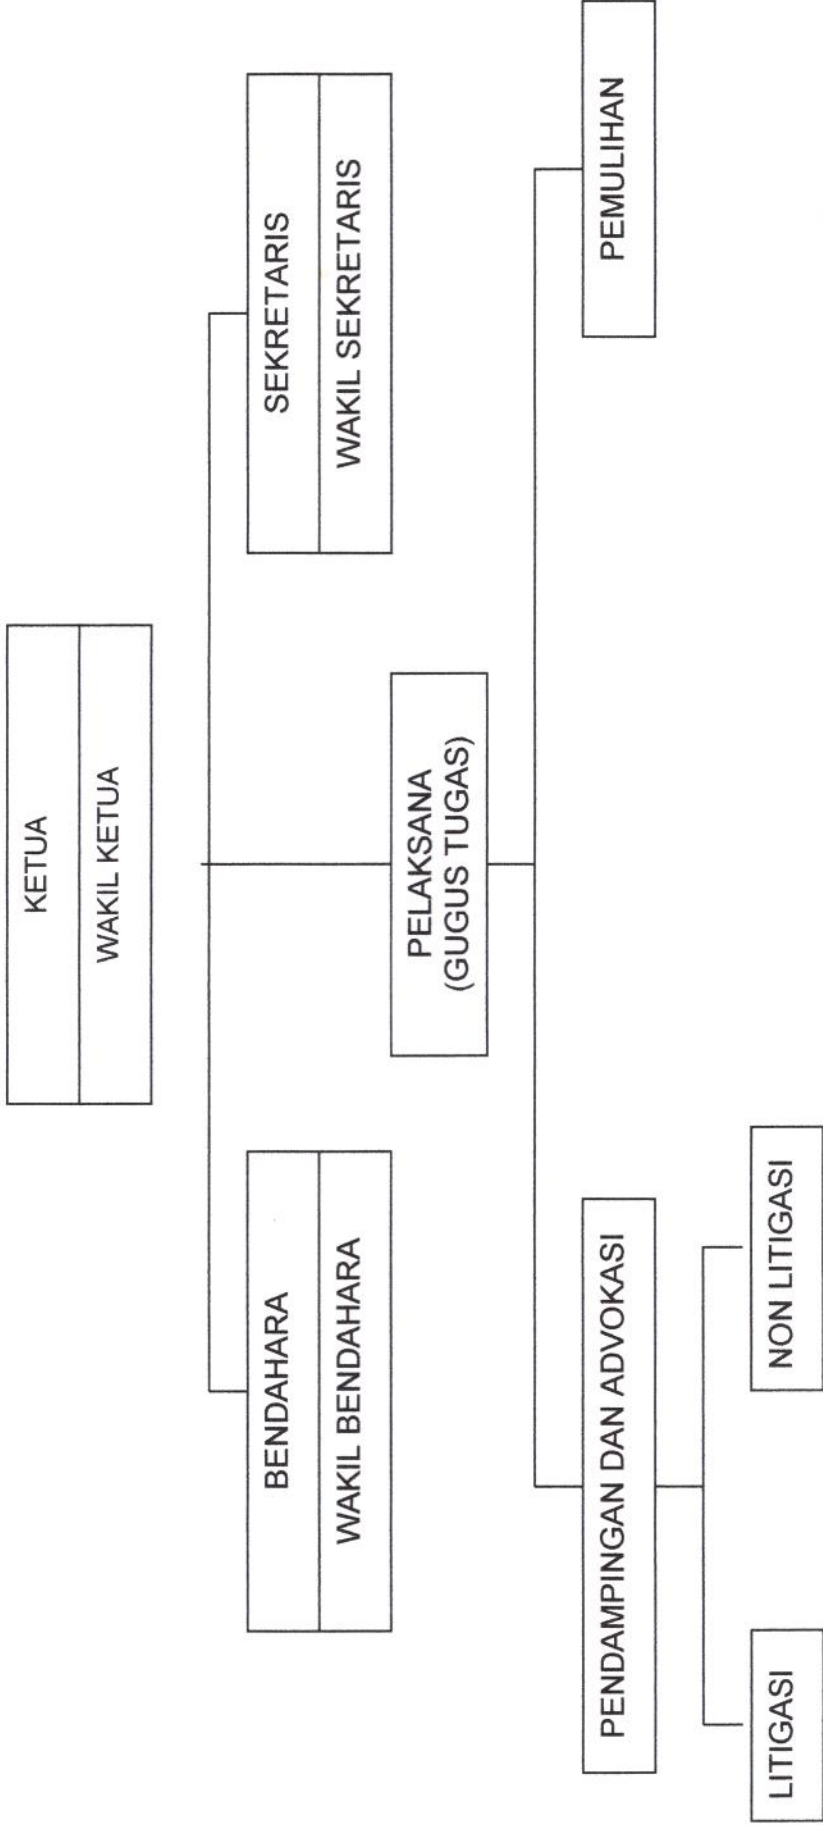 KETUA
WAKIL KETUA
BENDAHARA
WAKIL BENDAHARA
SEKRETARIS
WAKIL SEKRETARIS
PELAKSANA
(GUGUS TUGAS)
PENDAMPINGAN DAN ADVOKASI
PEMULIHAN
LITIGASI
NON LITIGASI